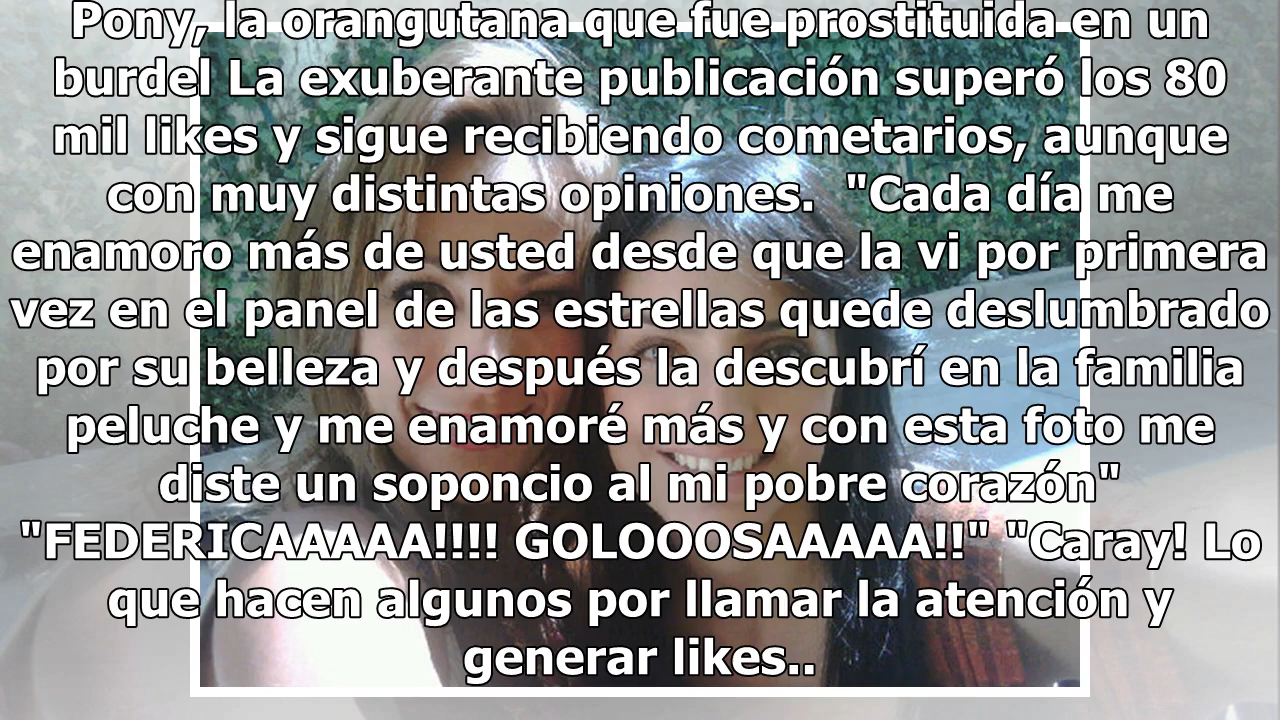 Pony, la orangutana que fue prostituida en un
burdel La exuberante publicación superó los 80
mil likes y sigue recibiendo cometarios, aunque
con muy distintas opiniones.  "Cada día me
enamoro más de usted desde que la vi por primera
vez en el panel de las estrellas quede deslumbrado
por su belleza y después la descubrí en la familia
peluche y me enamoré más y con esta foto me
diste un soponcio al mi pobre corazón"
"FEDERICAAAAA!!!! GOLOOOSAAAAA!!" "Caray! Lo
que hacen algunos por llamar la atención y
generar likes..